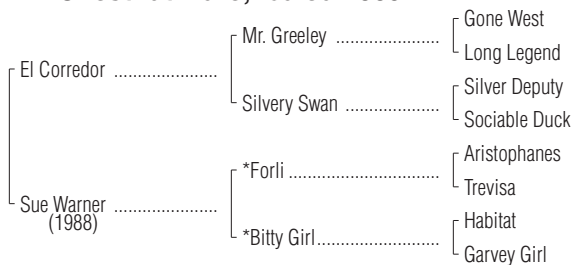 Gone West
Mr. Greeley ....................
Long Legend
El Corredor ....................
Silver Deputy
Silvery Swan ..................
Sociable Duck
Aristophanes
*Forli .............................
Trevisa
Sue Warner ....................
(1988)
Habitat
*Bitty Girl........................
Garvey Girl